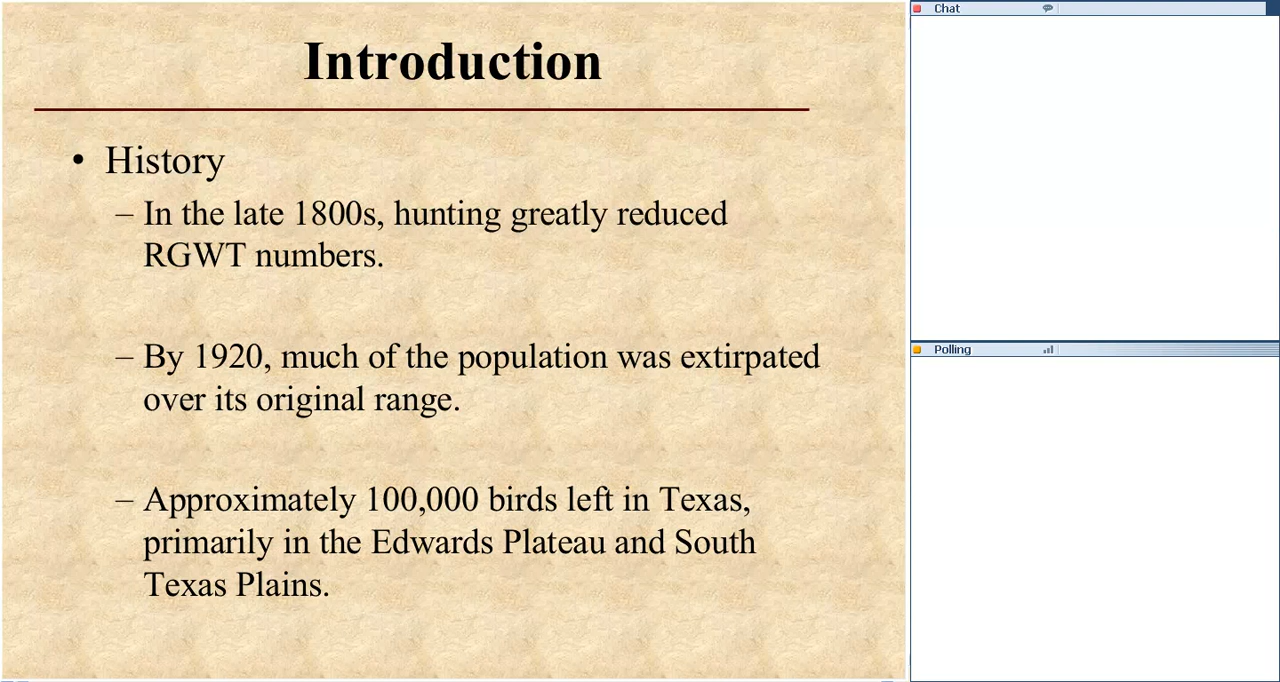 Introduction
• History
– In the late 1800s, hunting greatly reduced
RGWT numbers.
– By 1920, much of the population was extirpated
over its original range.
– Approximately 100,000 birds left in Texas,
primarily in the Edwards Plateau and South
Texas Plains.
Chat
Polling